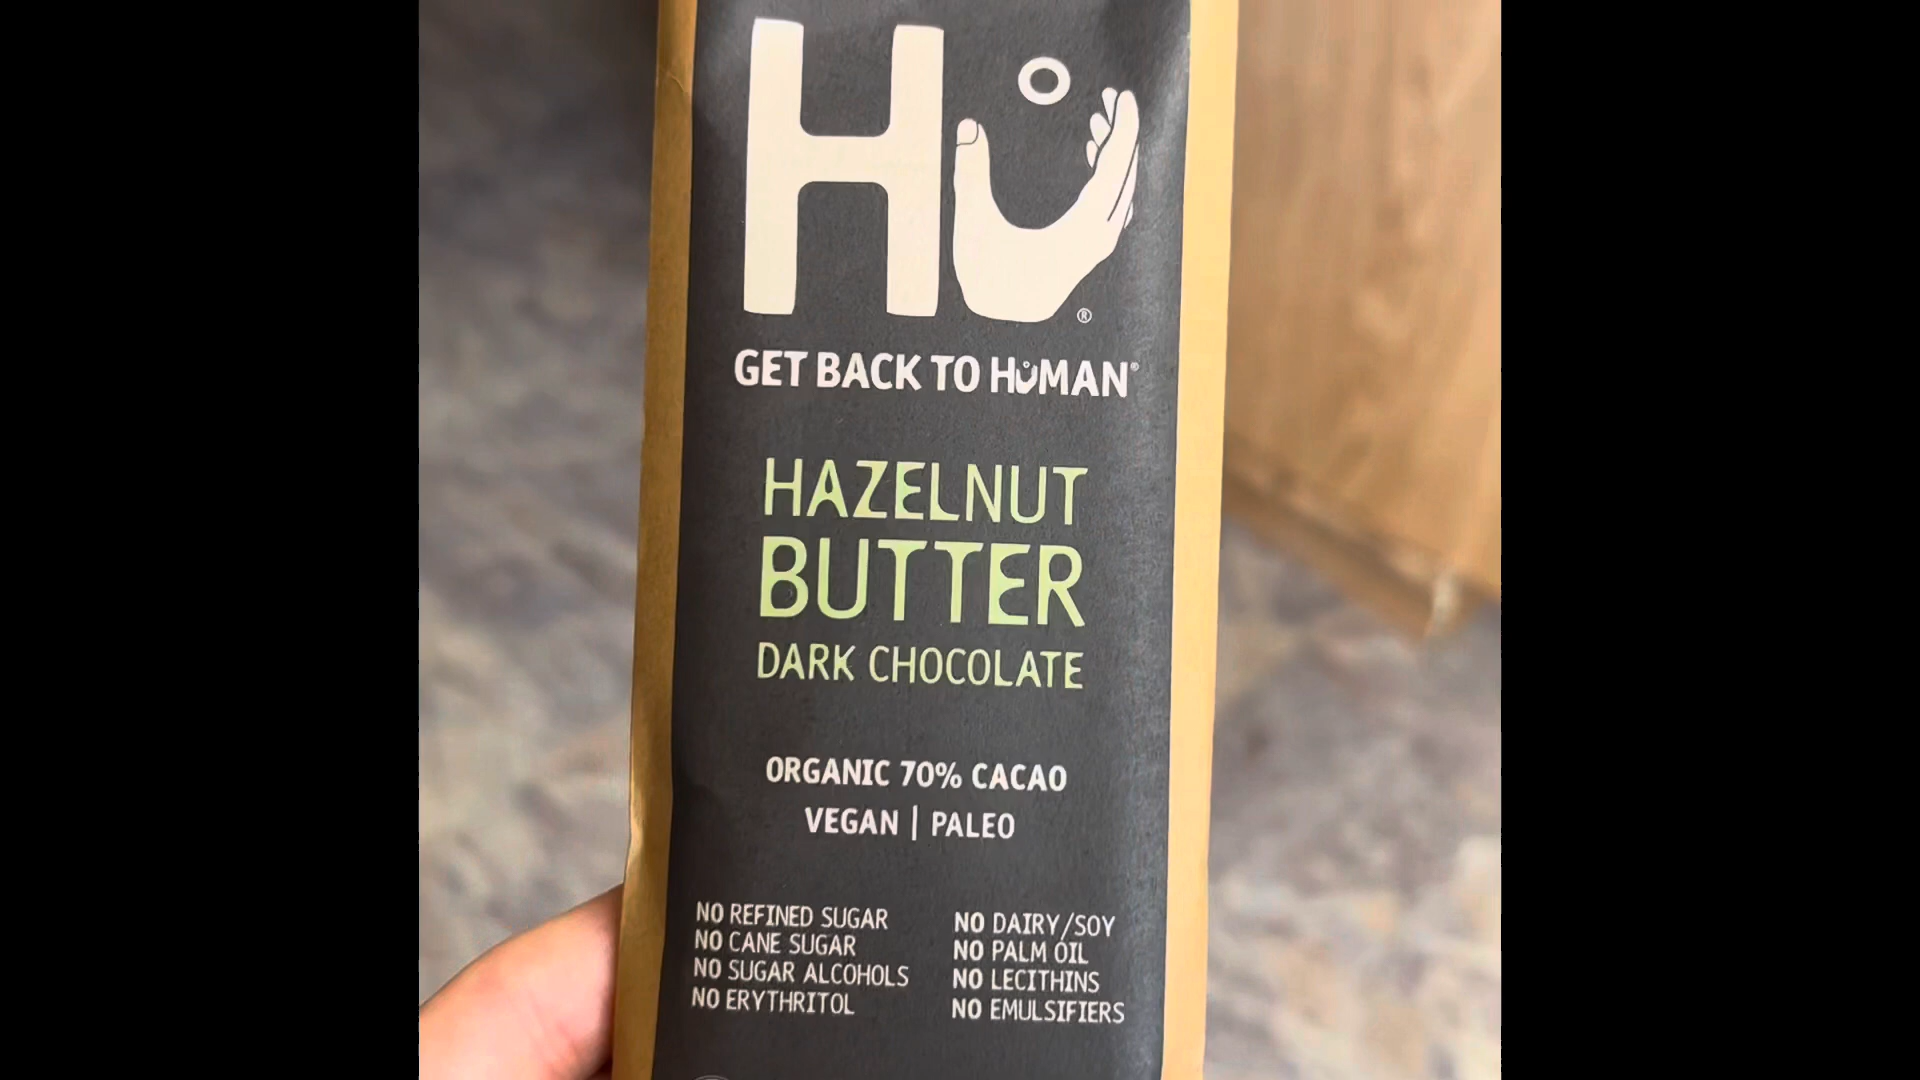 Hu®
GET BACK TO HUMAN®
HAZELNUT
BUTTER
DARK CHOCOLATE
ORGANIC 70% CACAO
VEGAN | PALEO
NO REFINED SUGAR
NO CANE SUGAR
NO SUGAR ALCOHOLS
NO ERYTHRITOL
NO DAIRY/SOY
NO PALM OIL
NO LECITHINS
NO EMULSIFIERS